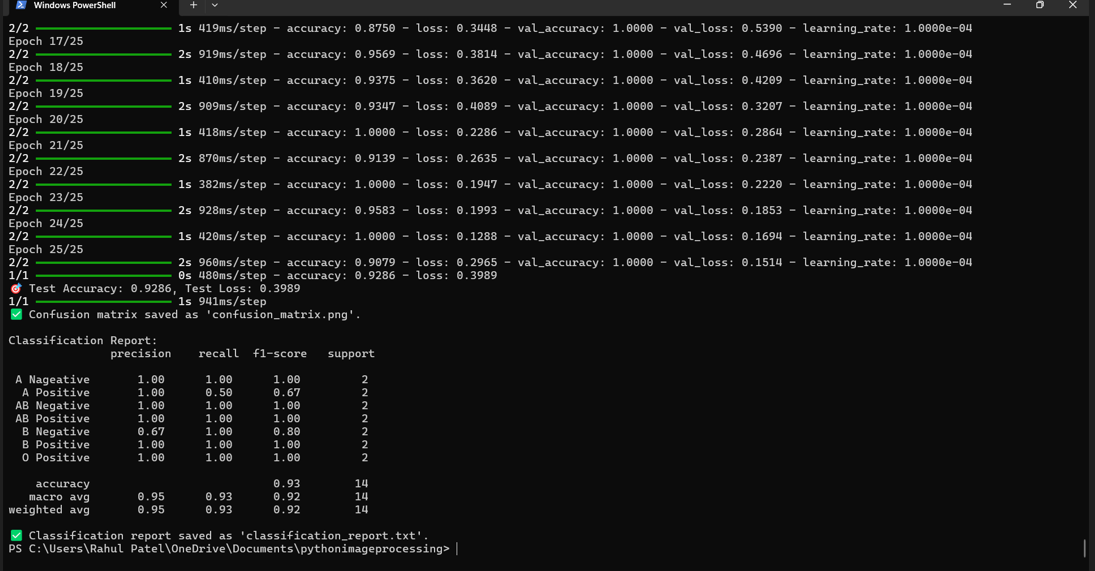 Windows PowerShell
2/2 1s 419ms/step - accuracy: 0.8750 - loss: 0.3448 - val_accuracy: 1.0000 - val_loss: 0.5390 - learning_rate: 1.0000e-04
Epoch 17/25
2/2 2s 919ms/step - accuracy: 0.9569 - loss: 0.3814 - val_accuracy: 1.0000 - val_loss: 0.4696 - learning_rate: 1.0000e-04
Epoch 18/25
2/2 1s 410ms/step - accuracy: 0.9375 - loss: 0.3620 - val_accuracy: 1.0000 - val_loss: 0.4209 - learning_rate: 1.0000e-04
Epoch 19/25
2/2 2s 909ms/step - accuracy: 0.9347 - loss: 0.4089 - val_accuracy: 1.0000 - val_loss: 0.3207 - learning_rate: 1.0000e-04
Epoch 20/25
2/2 1s 418ms/step - accuracy: 1.0000 - loss: 0.2286 - val_accuracy: 1.0000 - val_loss: 0.2864 - learning_rate: 1.0000e-04
Epoch 21/25
2/2 2s 870ms/step - accuracy: 0.9139 - loss: 0.2635 - val_accuracy: 1.0000 - val_loss: 0.2387 - learning_rate: 1.0000e-04
Epoch 22/25
2/2 1s 382ms/step - accuracy: 1.0000 - loss: 0.1947 - val_accuracy: 1.0000 - val_loss: 0.2220 - learning_rate: 1.0000e-04
Epoch 23/25
2/2 2s 928ms/step - accuracy: 0.9583 - loss: 0.1993 - val_accuracy: 1.0000 - val_loss: 0.1853 - learning_rate: 1.0000e-04
Epoch 24/25
2/2 1s 420ms/step - accuracy: 1.0000 - loss: 0.1288 - val_accuracy: 1.0000 - val_loss: 0.1694 - learning_rate: 1.0000e-04
Epoch 25/25
2/2 2s 960ms/step - accuracy: 0.9079 - loss: 0.2965 - val_accuracy: 1.0000 - val_loss: 0.1514 - learning_rate: 1.0000e-04
1/1 0s 480ms/step - accuracy: 0.9286 - loss: 0.3989
🎯 Test Accuracy: 0.9286, Test Loss: 0.3989
1/1 1s 941ms/step
✅ Confusion matrix saved as 'confusion_matrix.png'.
Classification Report:
precision recall f1-score support
A Nageative 1.00 1.00 1.00 2
A Positive 1.00 0.50 0.67 2
AB Negative 1.00 1.00 1.00 2
AB Positive 1.00 1.00 1.00 2
B Negative 0.67 1.00 0.80 2
B Positive 1.00 1.00 1.00 2
O Positive 1.00 1.00 1.00 2
accuracy 0.93 14
macro avg 0.95 0.93 0.92 14
weighted avg 0.95 0.93 0.92 14
✅ Classification report saved as 'classification_report.txt'.
PS C:\Users\Rahul Patel\OneDrive\Documents\pythonimageprocessing>